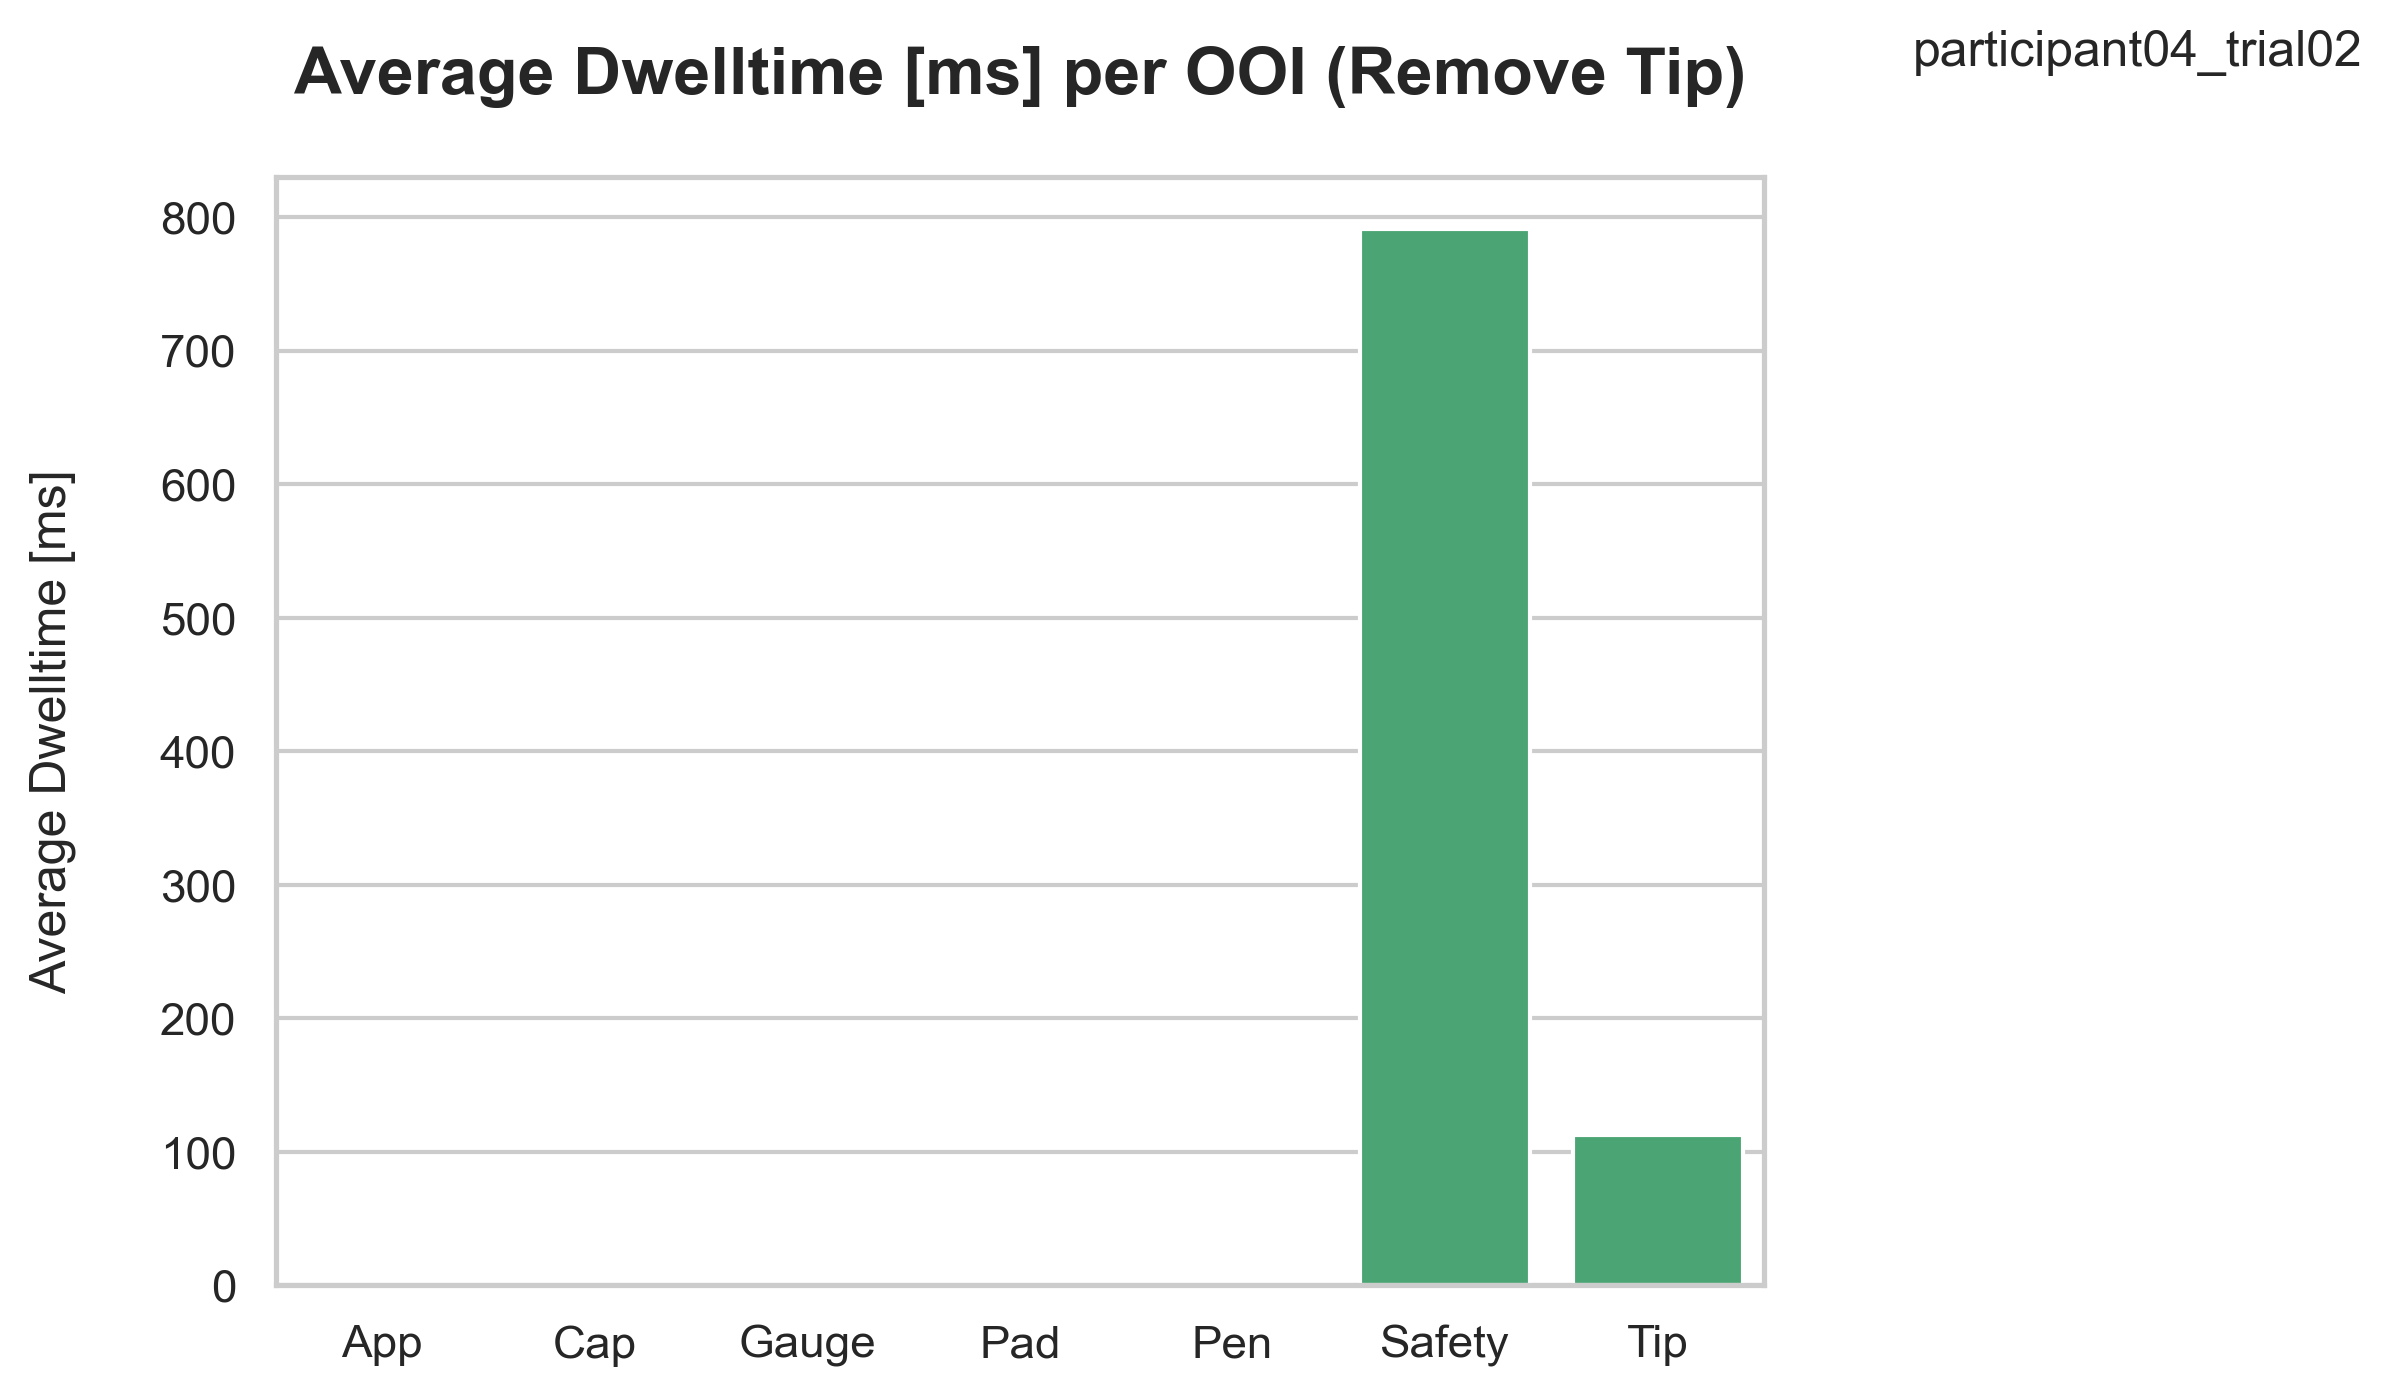 participant04_trial02
Average Dwelltime [ms] per OOI (Remove Tip)
Average Dwelltime [ms]
800
700
600
500
400
300
200
100
0
App Cap Gauge Pad Pen Safety Tip